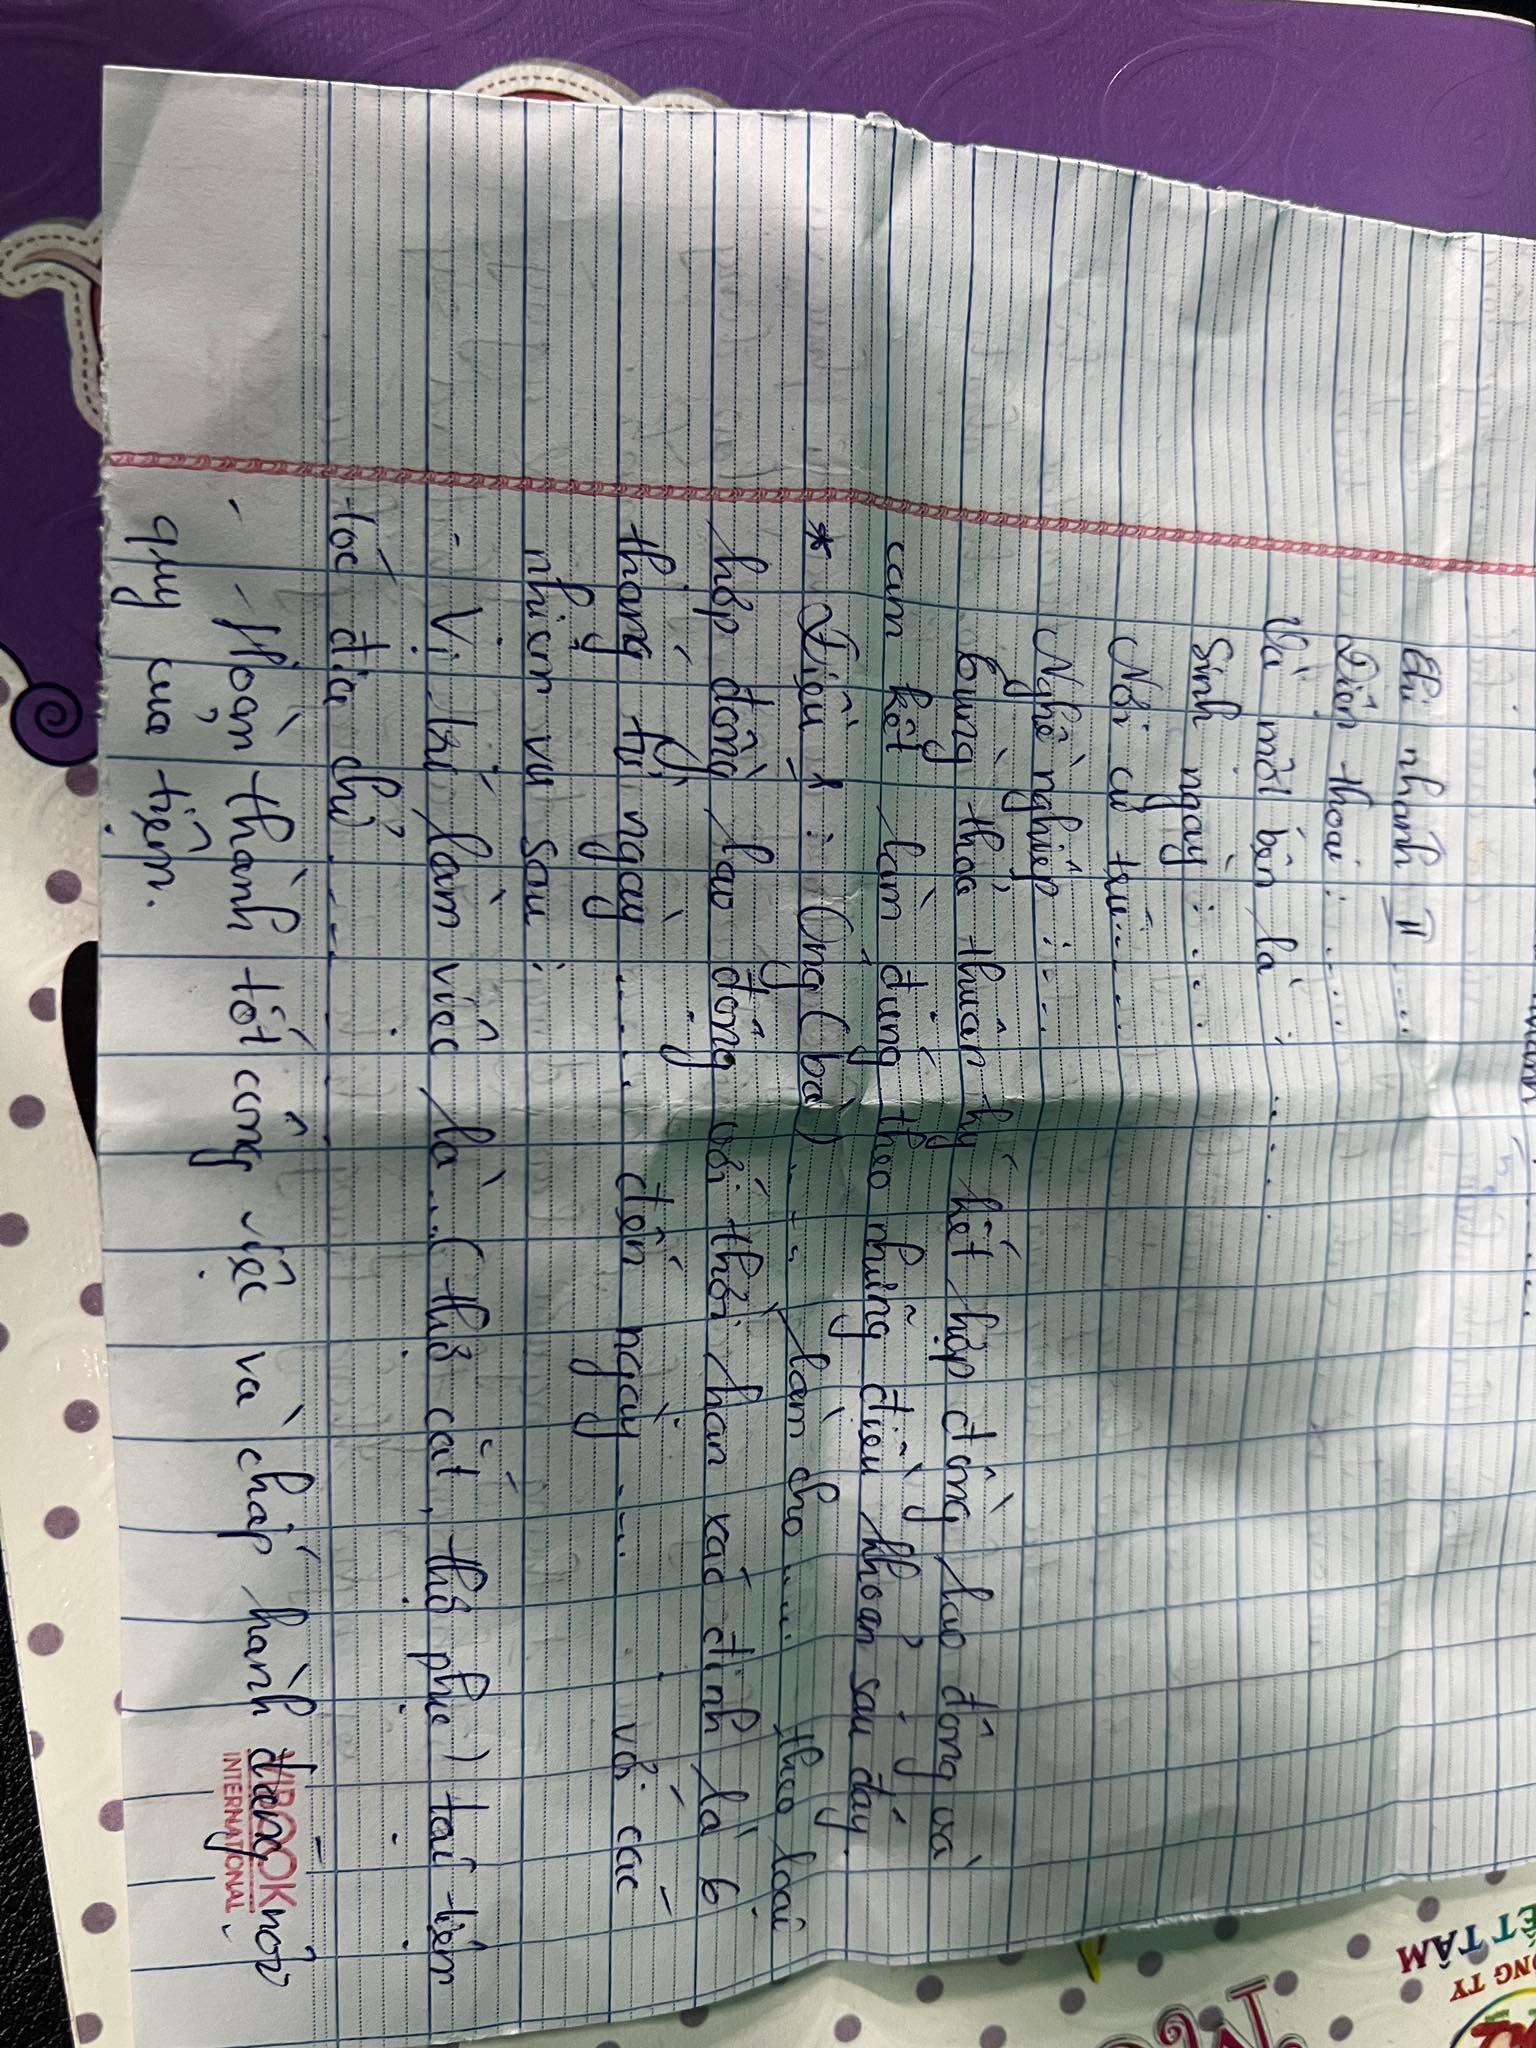 Chi nhánh II ....
Điện thoại : ....
Và một bên là : .....
Sinh ngày : ...
Nơi cư trú.....
Nghề nghiệp : ...
Cùng thỏa thuận ký kết hợp đồng lao động và
cam kết làm đúng theo những điều khoản sau đây.
* Điều 1 : Ông (bà) ..... làm cho ..... theo loại
hợp đồng lao động với thời hạn xác định là 6
tháng từ ngày ..... đến ngày ..... với các
nhiệm vụ sau :
- Vị trí làm việc là ...( thợ cắt, thợ phụ ) tại tiệm
tóc địa chỉ .....
- Hoàn thành tốt công việc và chấp hành đúng nội
quy của tiệm.
VIBOOK
INTERNATIONAL
ỆT TÂM
ÔNG TY